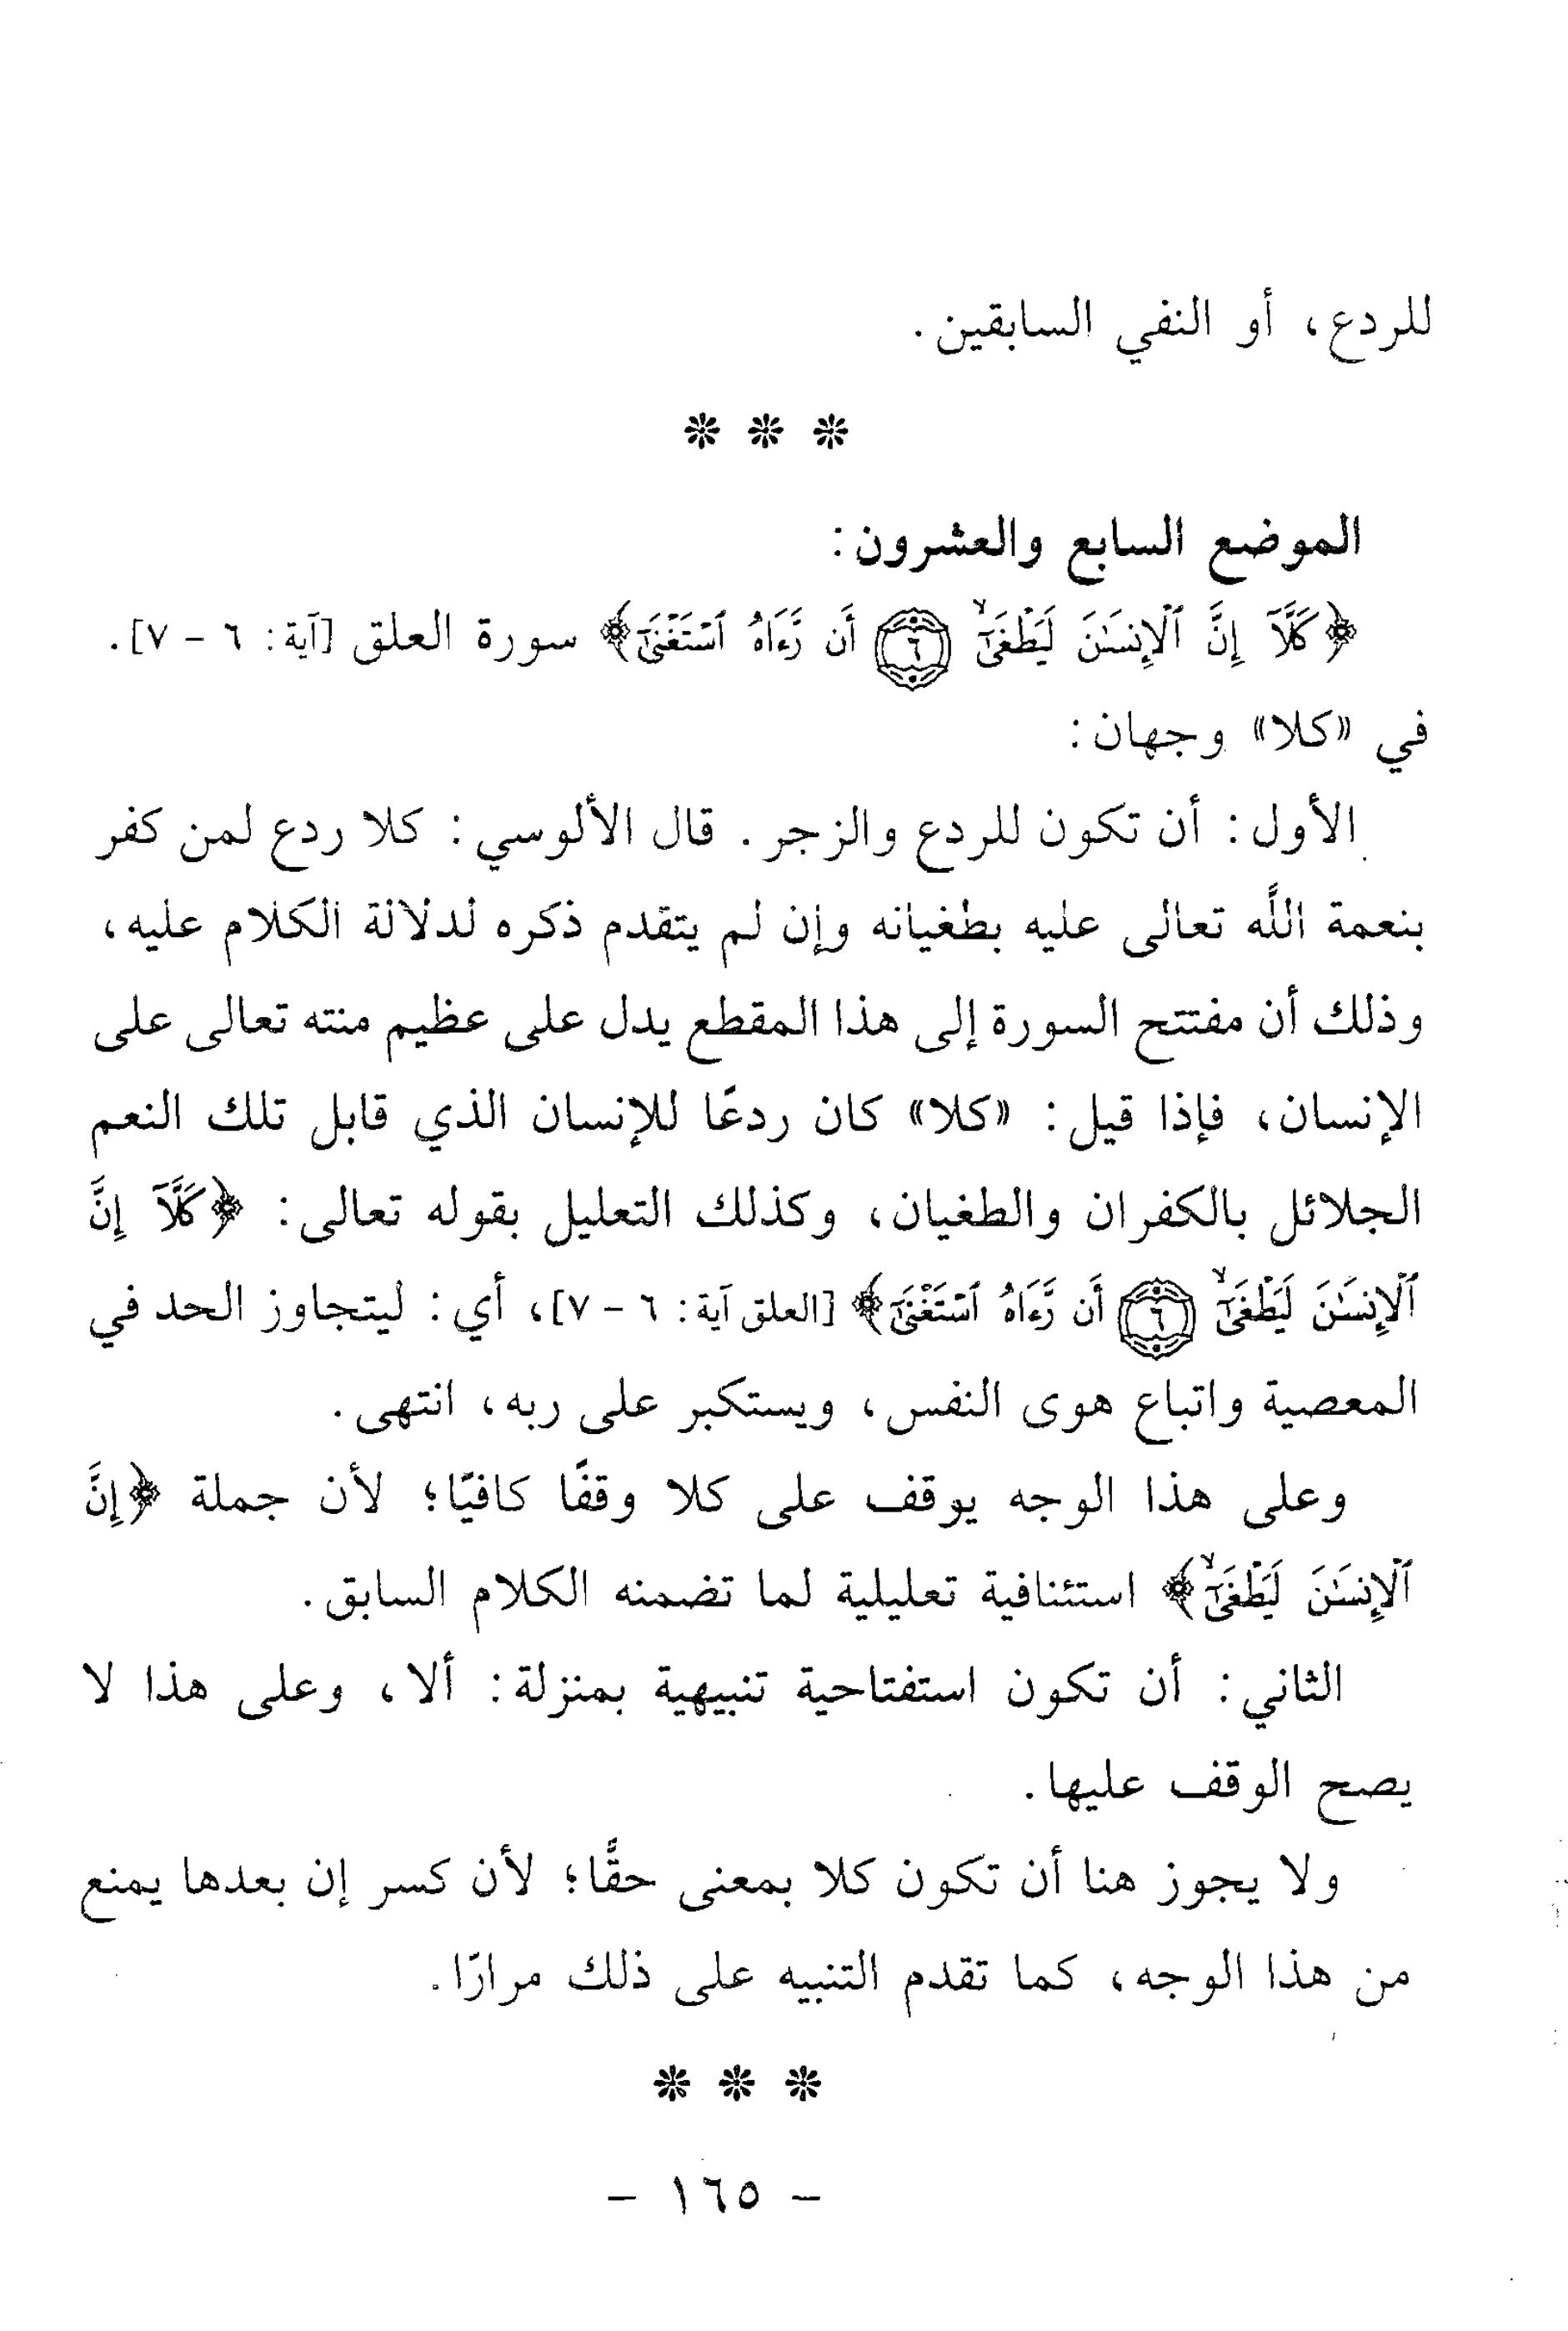 للردع، أو النفي السابقين.
* * *
الموضع السابع والعشرون:
﴿كَلَّآ إِنَّ ٱلْإِنسَـٰنَ لَيَطْغَىٰٓۙ ٦ أَن رَّءَاهُ ٱسْتَغْنَىٰٓ﴾ سورة العلق [آية: ٦ - ٧].
في «كلا» وجهان:
الأول: أن تكون للردع والزجر. قال الألوسي: كلا ردع لمن كفر
بنعمة اللَّه تعالى عليه بطغيانه وإن لم يتقدم ذكره لدلالة الكلام عليه،
وذلك أن مفتتح السورة إلى هذا المقطع يدل على عظيم منته تعالى على
الإنسان، فإذا قيل: «كلا» كان ردعًا للإنسان الذي قابل تلك النعم
الجلائل بالكفران والطغيان، وكذلك التعليل بقوله تعالى: ﴿كَلَّآ إِنَّ
ٱلْإِنسَـٰنَ لَيَطْغَىٰٓۙ ٦ أَن رَّءَاهُ ٱسْتَغْنَىٰٓ﴾ [العلق آية: ٦ - ٧]، أي: ليتجاوز الحد في
المعصية واتباع هوى النفس، ويستكبر على ربه، انتهى.
وعلى هذا الوجه يوقف على كلا وقفًا كافيًا؛ لأن جملة ﴿إِنَّ
ٱلْإِنسَـٰنَ لَيَطْغَىٰٓۙ﴾ استئنافية تعليلية لما تضمنه الكلام السابق.
الثاني: أن تكون استفتاحية تنبيهية بمنزلة: ألا، وعلى هذا لا
يصح الوقف عليها.
ولا يجوز هنا أن تكون كلا بمعنى حقًّا؛ لأن كسر إن بعدها يمنع
من هذا الوجه، كما تقدم التنبيه على ذلك مرارًا.
* * *
- ١٦٥ -